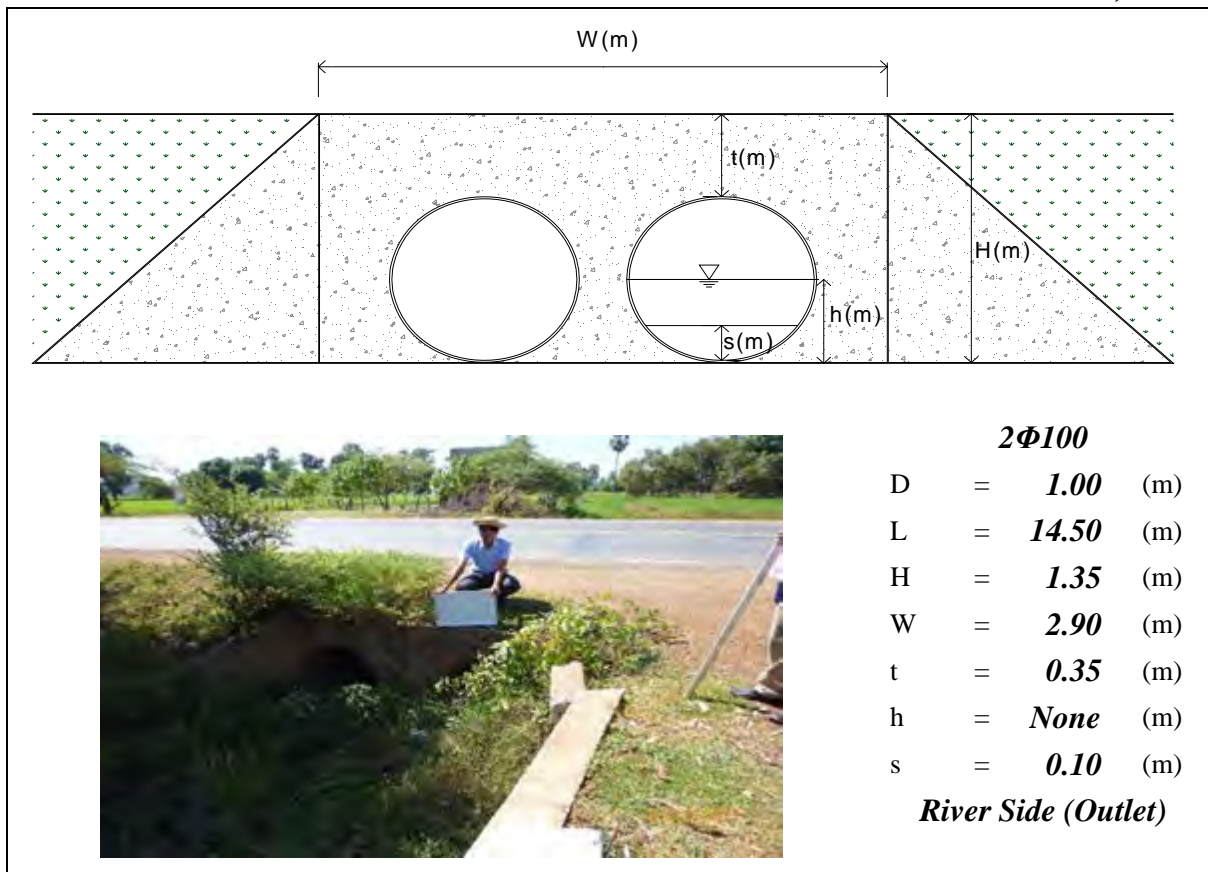 W(m)
t(m)
H(m)
h(m)
s(m)
2Φ100
D = 1.00 (m)
L = 14.50 (m)
H = 1.35 (m)
W = 2.90 (m)
t = 0.35 (m)
h = None (m)
s = 0.10 (m)
River Side (Outlet)